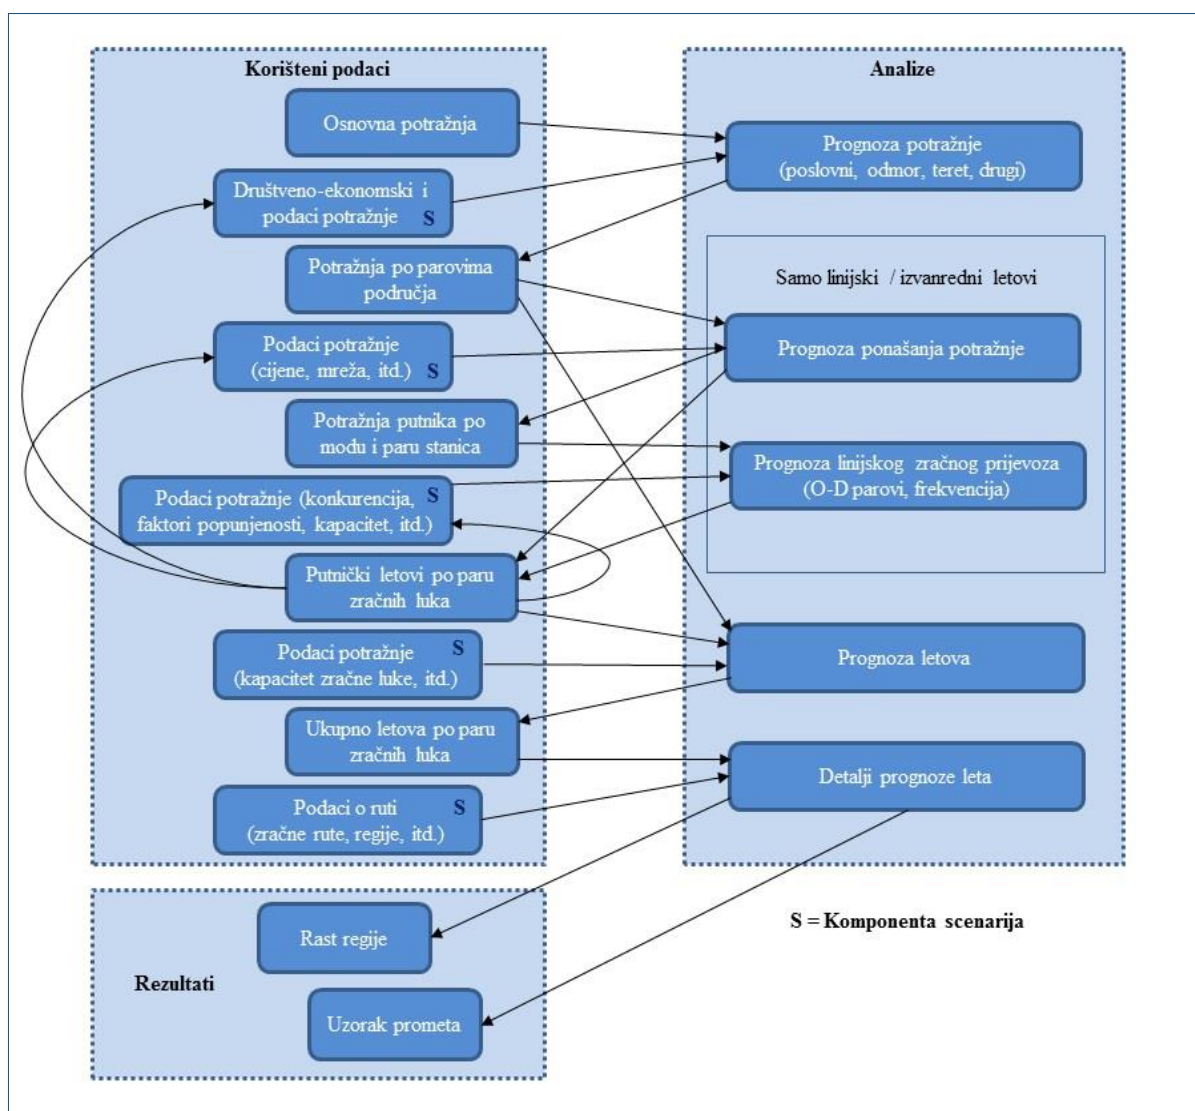 Korišteni podaci
Osnovna potražnja
Društveno-ekonomski i
podaci potražnje S
Potražnja po parovima
područja
Podaci potražnje
(cijene, mreža, itd.) S
Potražnja putnika po
modu i paru stanica
Podaci potražnje (konkurencija, S
faktori popunjenosti, kapacitet, itd.)
Putnički letovi po paru
zračnih luka
Podaci potražnje S
(kapacitet zračne luke, itd.)
Ukupno letova po paru
zračnih luka
Podaci o ruti S
(zračne rute, regije, itd.)
Analize
Prognoza potražnje
(poslovni, odmor, teret, drugi)
Samo linijski / izvanredni letovi
Prognoza ponašanja potražnje
Prognoza linijskog zračnog prijevoza
(O-D parovi, frekvencija)
Prognoza letova
Detalji prognoze leta
Rezultati
Rast regije
Uzorak prometa
S = Komponenta scenarija